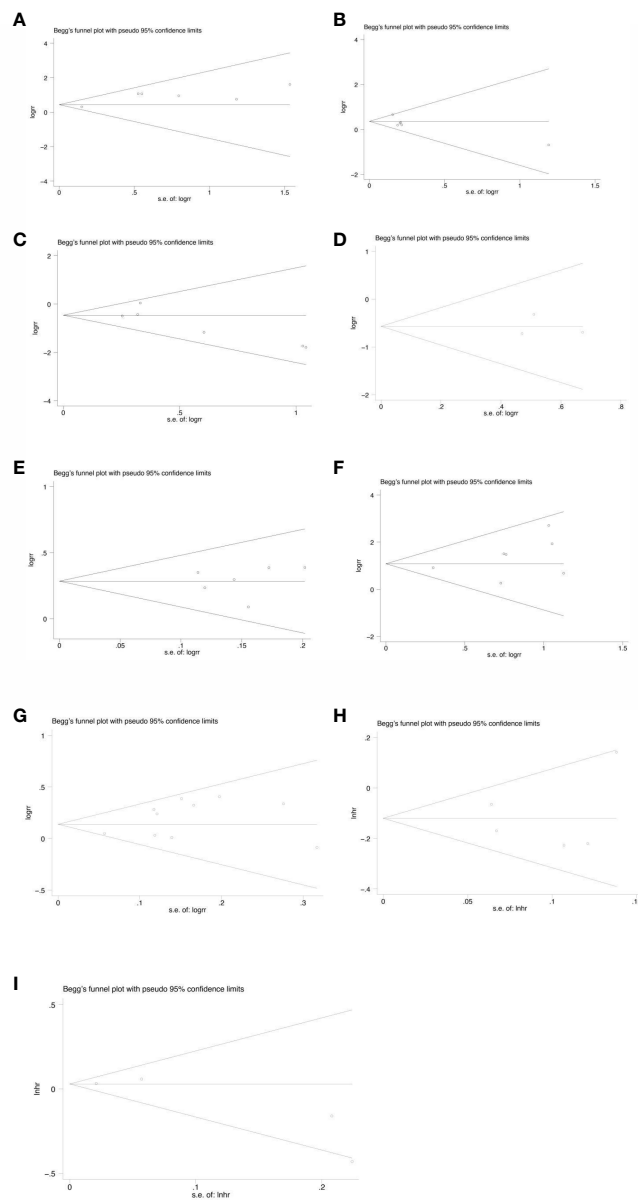 A
Begg's funnel plot with pseudo 95% confidence limits
logrr
4
2
0
−2
−4
0
.5
1
1.5
s.e. of: logrr
B
Begg's funnel plot with pseudo 95% confidence limits
logrr
4
2
0
−2
0
.5
1
1.5
s.e. of: logrr
C
Begg's funnel plot with pseudo 95% confidence limits
logrr
2
0
−2
−4
0
.5
1
s.e. of: logrr
D
Begg's funnel plot with pseudo 95% confidence limits
logrr
1
0
−1
−2
0
.2
.4
.6
.8
s.e. of: logrr
E
Begg's funnel plot with pseudo 95% confidence limits
logrr
1
.5
0
0
.05
.1
.15
.2
s.e. of: logrr
F
Begg's funnel plot with pseudo 95% confidence limits
logrr
4
2
0
−2
0
.5
1
1.5
s.e. of: logrr
G
Begg's funnel plot with pseudo 95% confidence limits
logrr
1
.5
0
−.5
0
.1
.2
.3
s.e. of: logrr
H
Begg's funnel plot with pseudo 95% confidence limits
lnhr
.2
0
−.2
−.4
0
.05
.1
.1
s.e. of: lnhr
I
Begg's funnel plot with pseudo 95% confidence limits
lnhr
.5
0
−.5
0
.1
.2
s.e. of: lnhr